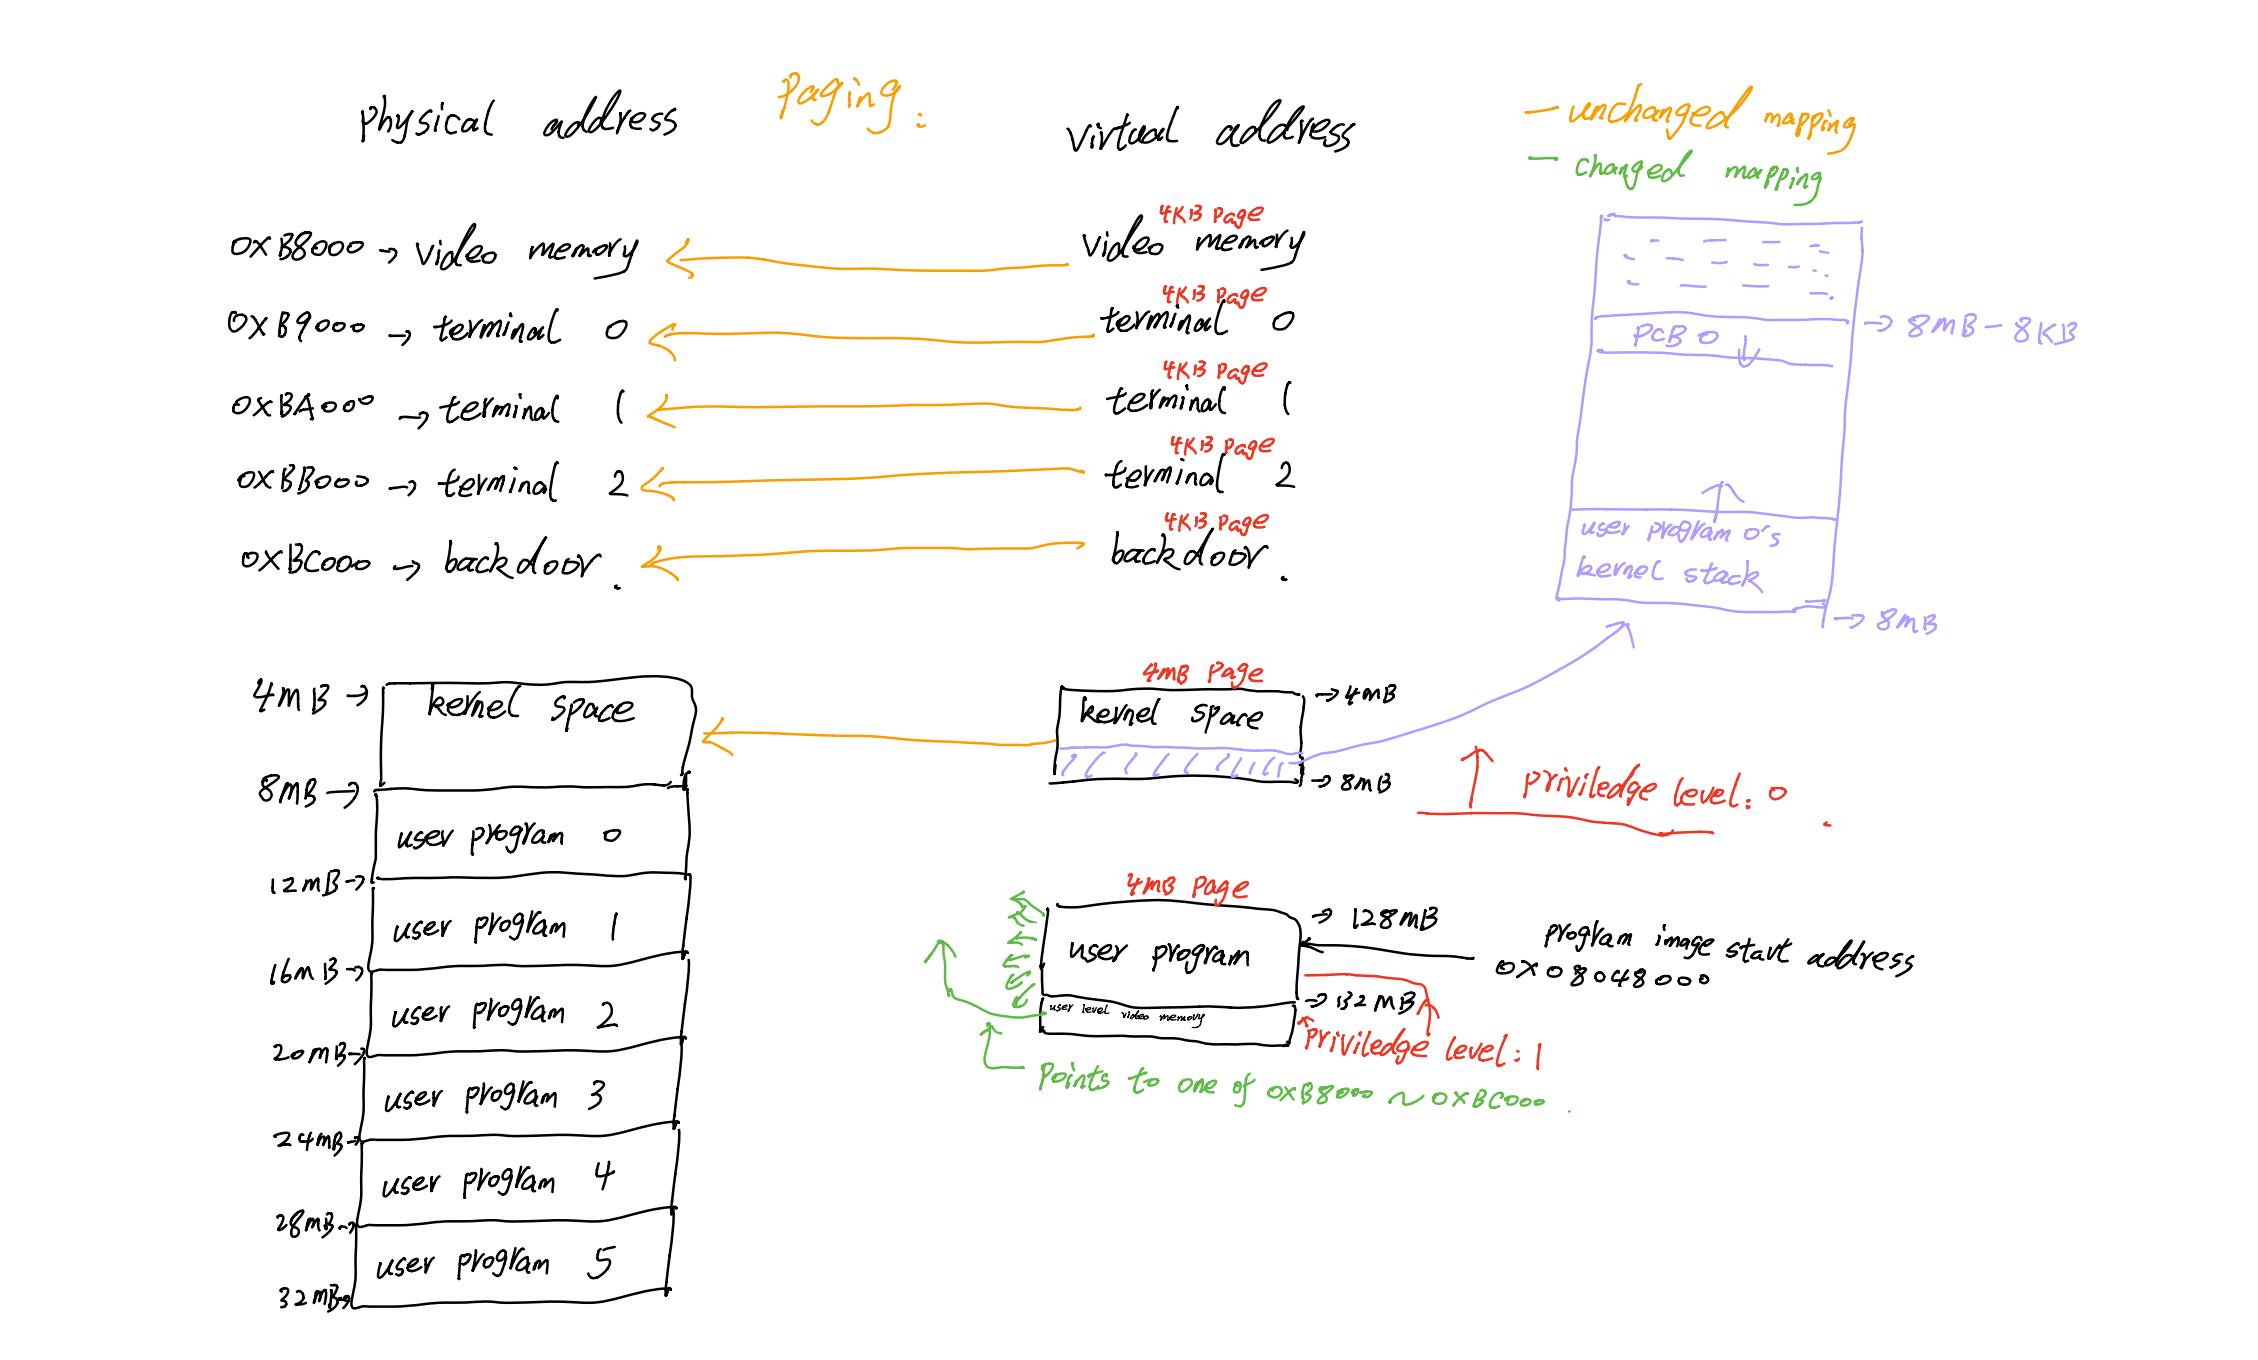 Paging:
physical address
virtual address
— unchanged mapping
— changed mapping
0XB8000 → video memory
0XB9000 → terminal 0
0XBA000 → terminal 1
0XBB000 → terminal 2
0XBC000 → backdoor.
4KB Page
video memory
4KB Page
terminal 0
4KB Page
terminal 1
4KB Page
terminal 2
4KB Page
backdoor.
PCB 0
→ 8MB - 8KB
user program 0's
kernel stack
→ 8MB
4MB →
kernel space
8MB →
user program 0
12MB →
user program 1
16MB →
user program 2
20MB →
user program 3
24MB →
user program 4
28MB →
user program 5
32MB →
4MB Page
kernel space
→ 4MB
→ 8MB
priviledge level: 0.
4MB Page
→ 128MB
user program
program image start address
0X08048000
→ 132MB
user level video memory
priviledge level: 1
Points to one of 0XB8000 ~ 0XBC000.